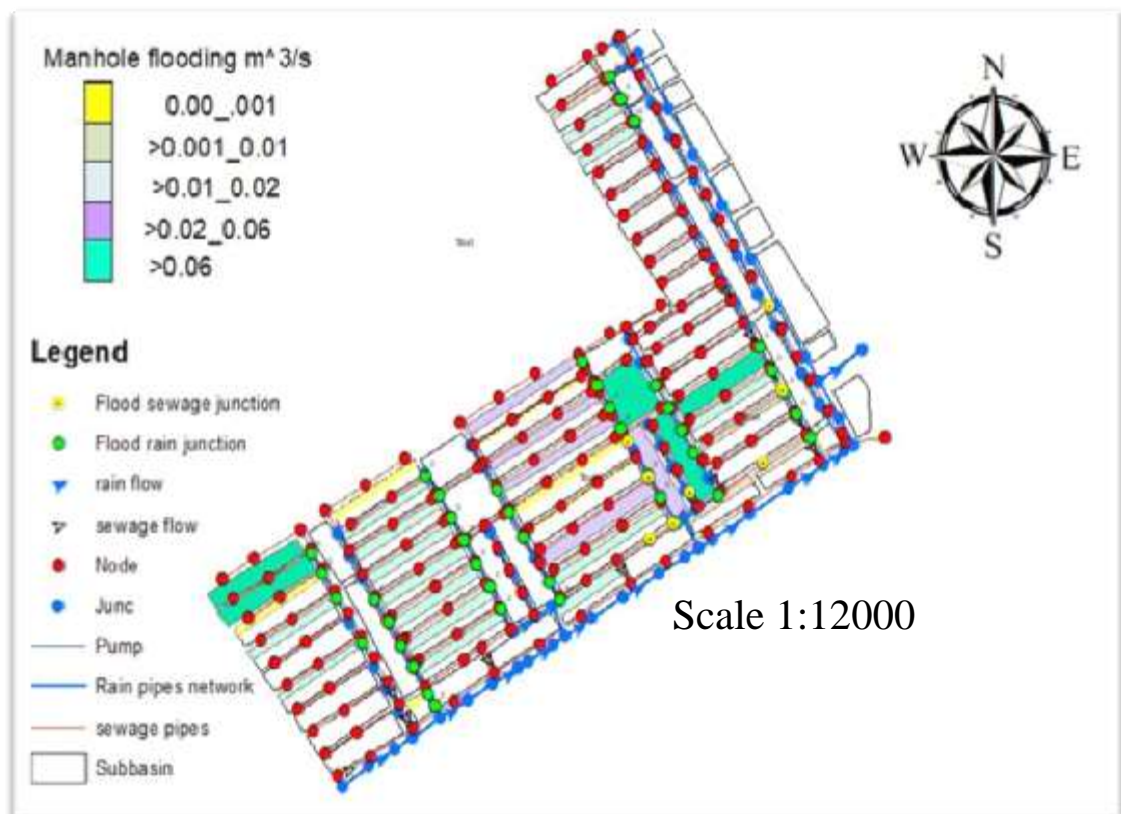 Manhole flooding m^3/s
0.00_.001
>0.001_0.01
>0.01_0.02
>0.02_0.06
>0.06
N
W
E
S
Legend
Flood sewage junction
Flood rain junction
rain flow
sewage flow
Node
Junc
Pump
Rain pipes network
sewage pipes
Subbasin
Scale 1:12000